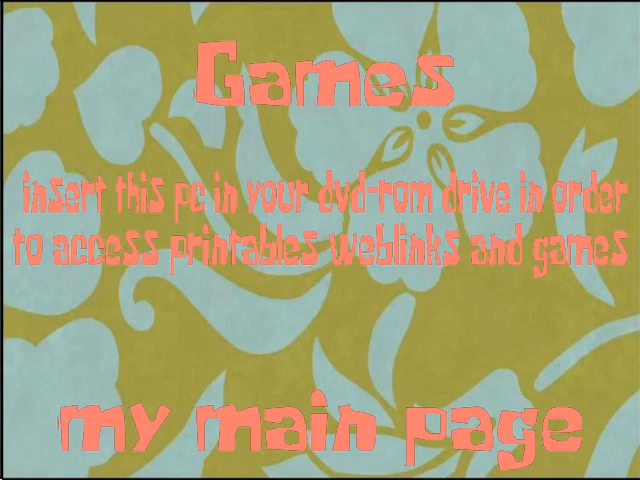 Games
insert this pc in your dvd-rom drive in order
to access printables weblinks and games
my main page